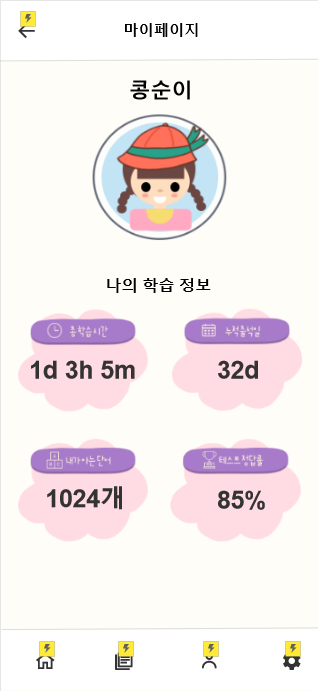 마이페이지
콩순이
나의 학습 정보
총학습시간
누적출석일
1d 3h 5m
32d
내가아는단어
테스트 정답률
1024개
85%